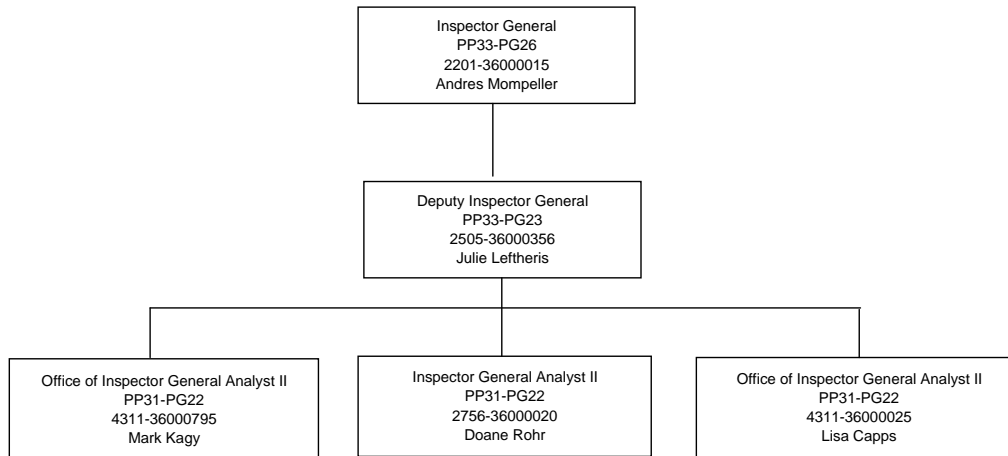 Inspector General
PP33-PG26
2201-36000015
Andres Mompeller
Deputy Inspector General
PP33-PG23
2505-36000356
Julie Leftheris
Office of Inspector General Analyst II
PP31-PG22
4311-36000795
Mark Kagy
Inspector General Analyst II
PP31-PG22
2756-36000020
Doane Rohr
Office of Inspector General Analyst II
PP31-PG22
4311-36000025
Lisa Capps